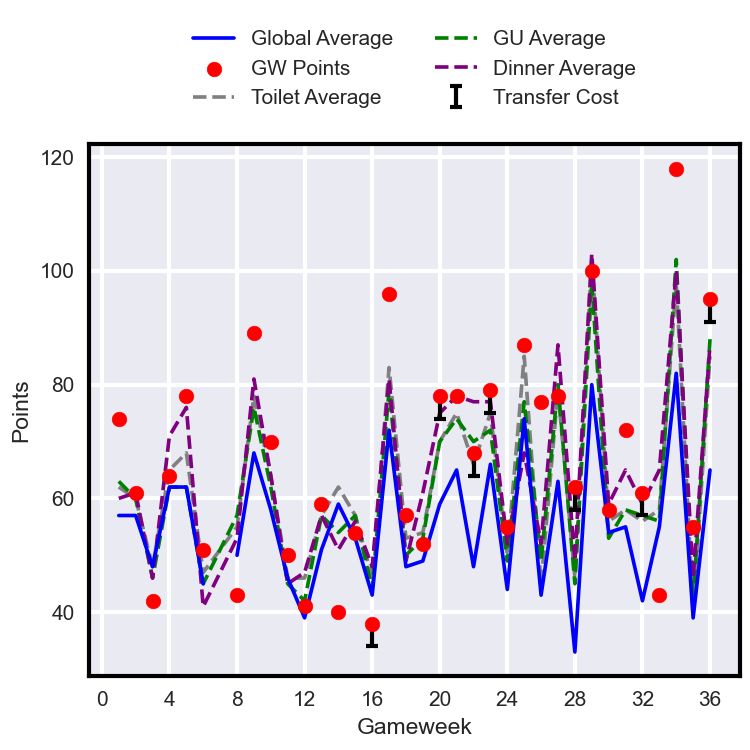 Global Average
GW Points
Toilet Average
GU Average
Dinner Average
Transfer Cost
120
100
80
60
40
Points
0 4 8 12 16 20 24 28 32 36
Gameweek